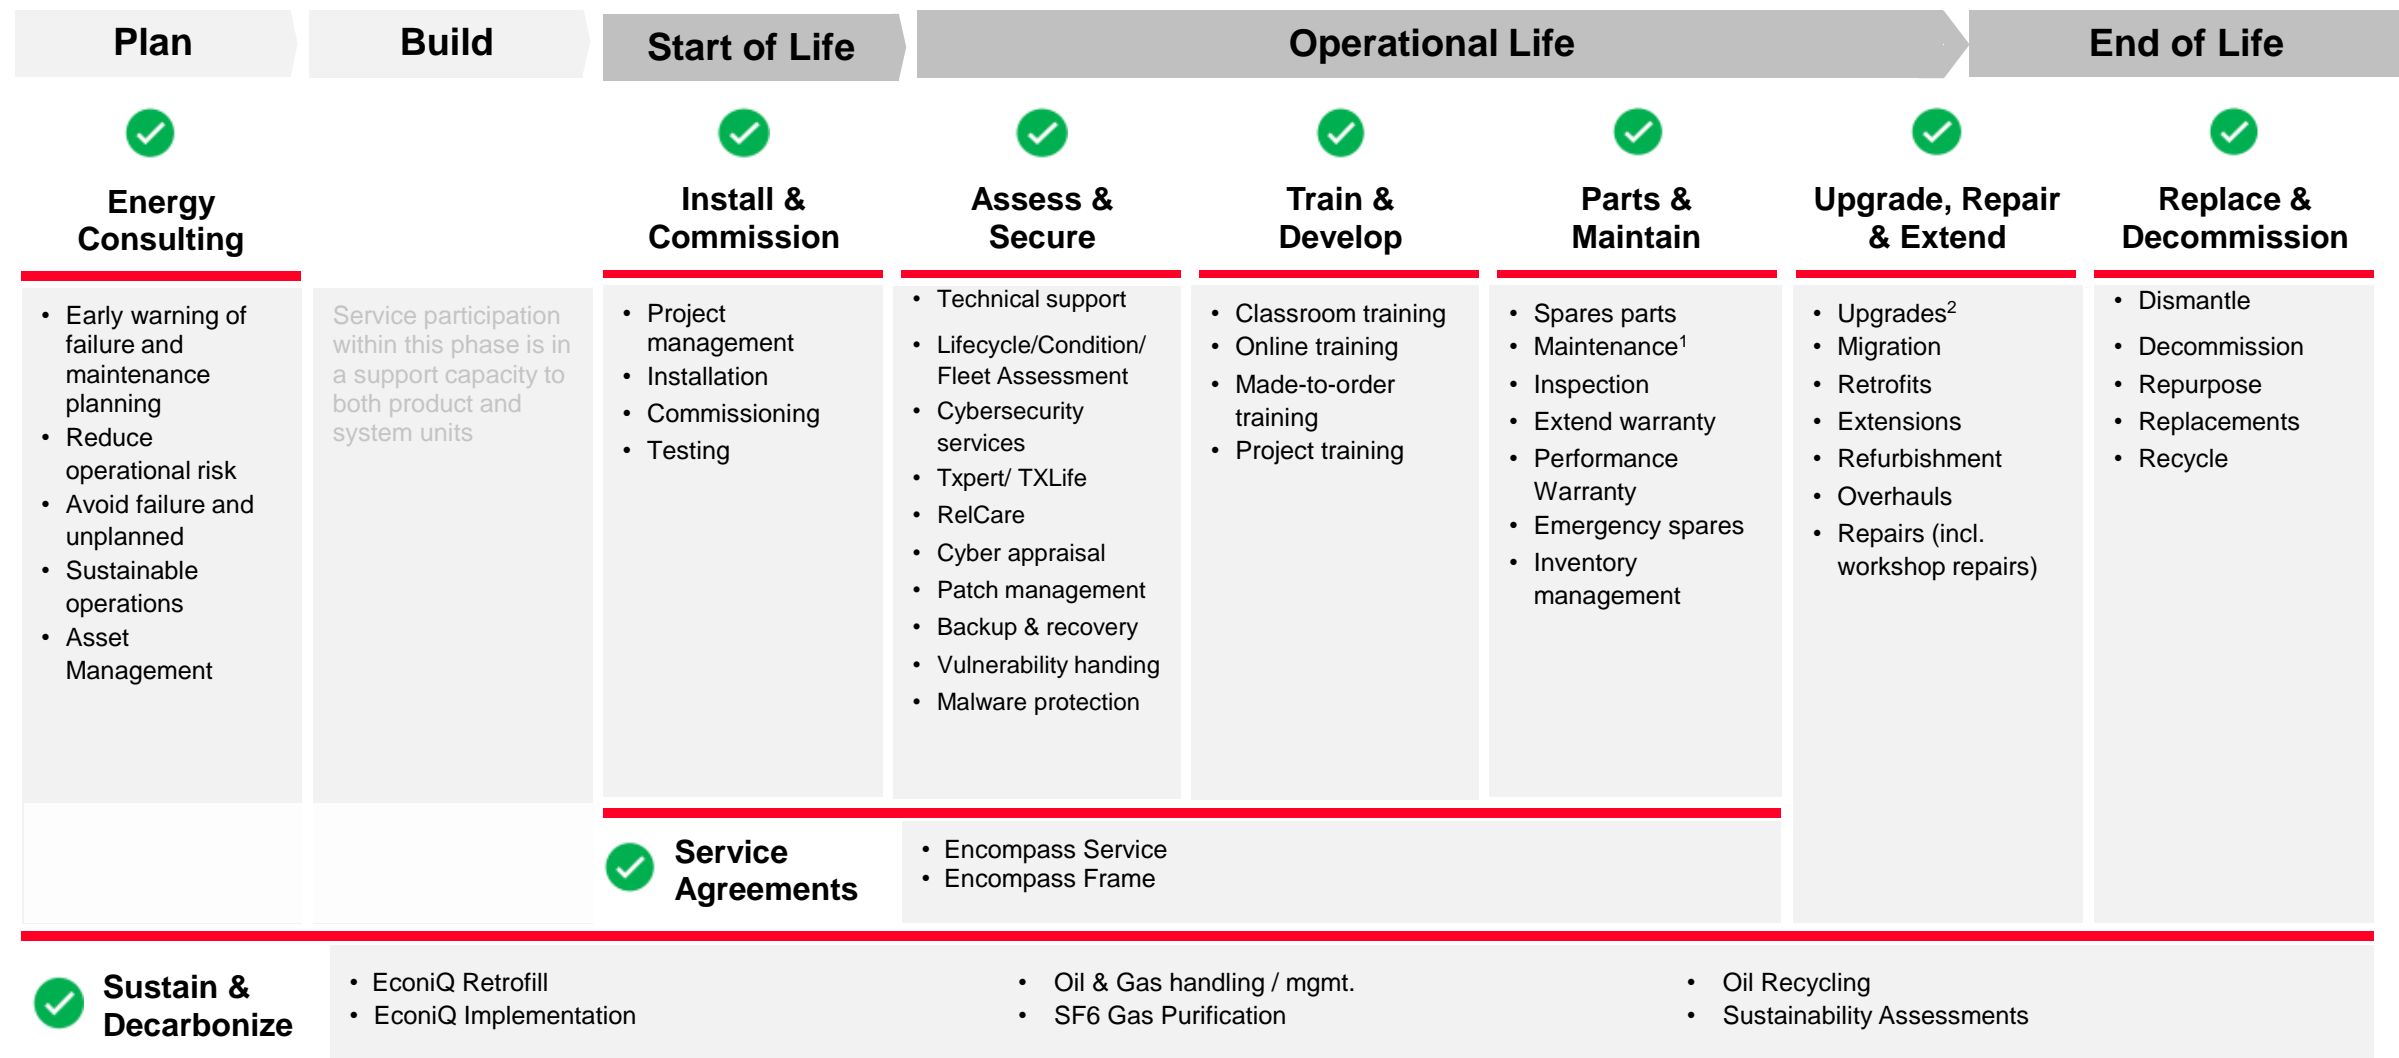 Plan
Build
Start of Life
Operational Life
End of Life
Energy
Consulting
• Early warning of
failure and
maintenance
planning
• Reduce
operational risk
• Avoid failure and
unplanned
• Sustainable
operations
• Asset
Management
Service participation
within this phase is in
a support capacity to
both product and
system units
Install &
Commission
• Project
management
• Installation
• Commissioning
• Testing
Assess &
Secure
• Technical support
• Lifecycle/Condition/
Fleet Assessment
• Cybersecurity
services
• Txpert/ TXLife
• RelCare
• Cyber appraisal
• Patch management
• Backup & recovery
• Vulnerability handing
• Malware protection
Train &
Develop
• Classroom training
• Online training
• Made-to-order
training
• Project training
Parts &
Maintain
• Spares parts
• Maintenance¹
• Inspection
• Extend warranty
• Performance
Warranty
• Emergency spares
• Inventory
management
Upgrade, Repair
& Extend
• Upgrades²
• Migration
• Retrofits
• Extensions
• Refurbishment
• Overhauls
• Repairs (incl.
workshop repairs)
Replace &
Decommission
• Dismantle
• Decommission
• Repurpose
• Replacements
• Recycle
Service
Agreements
• Encompass Service
• Encompass Frame
Sustain &
Decarbonize
• EconiQ Retrofill
• EconiQ Implementation
• Oil & Gas handling / mgmt.
• SF6 Gas Purification
• Oil Recycling
• Sustainability Assessments